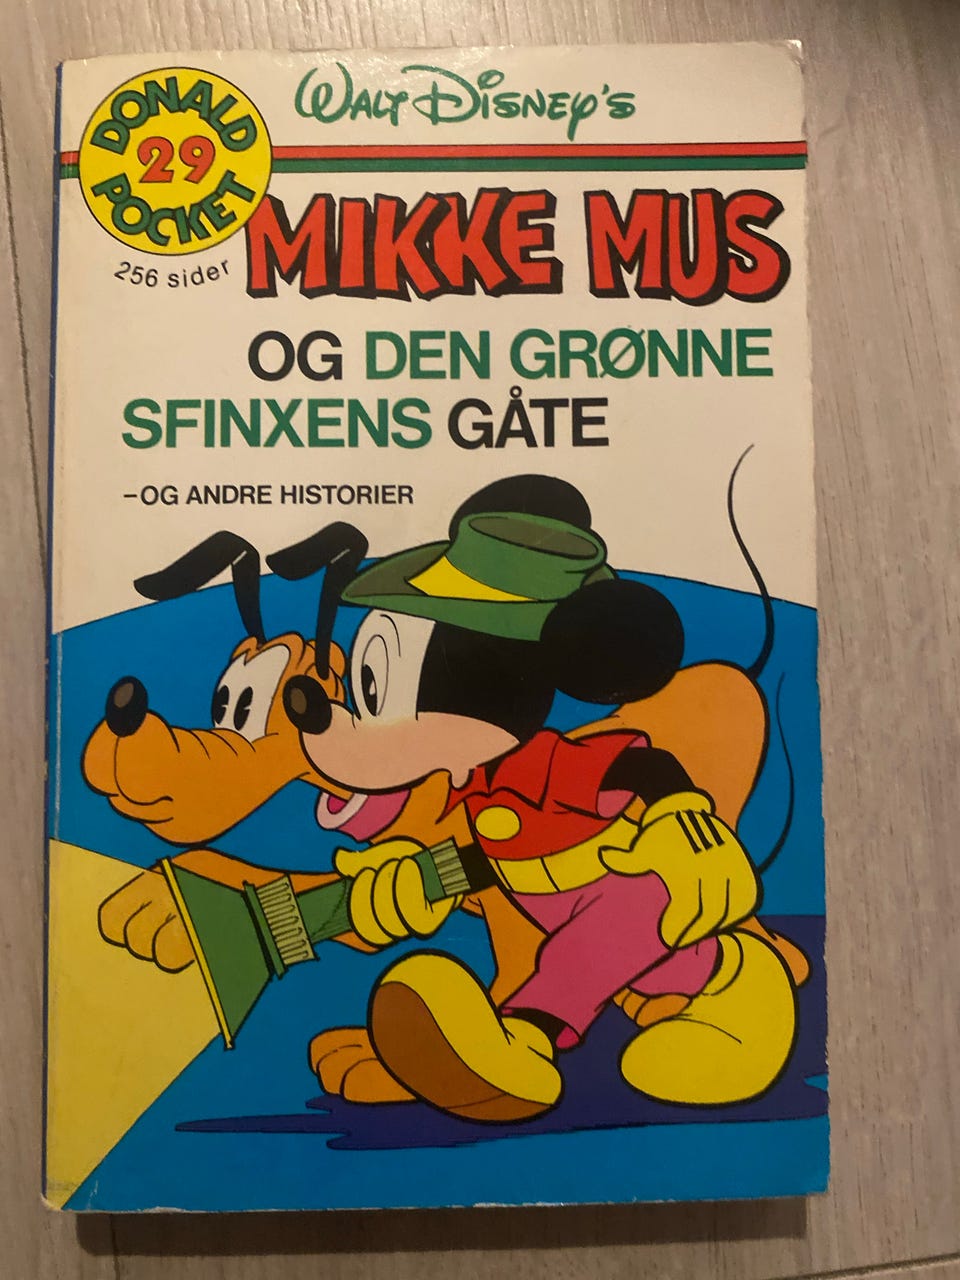 DONALD
29
POCKET
256 sider
WALT DISNEY'S
MIKKE MUS
OG DEN GRØNNE
SFINXENS GÅTE
–OG ANDRE HISTORIER